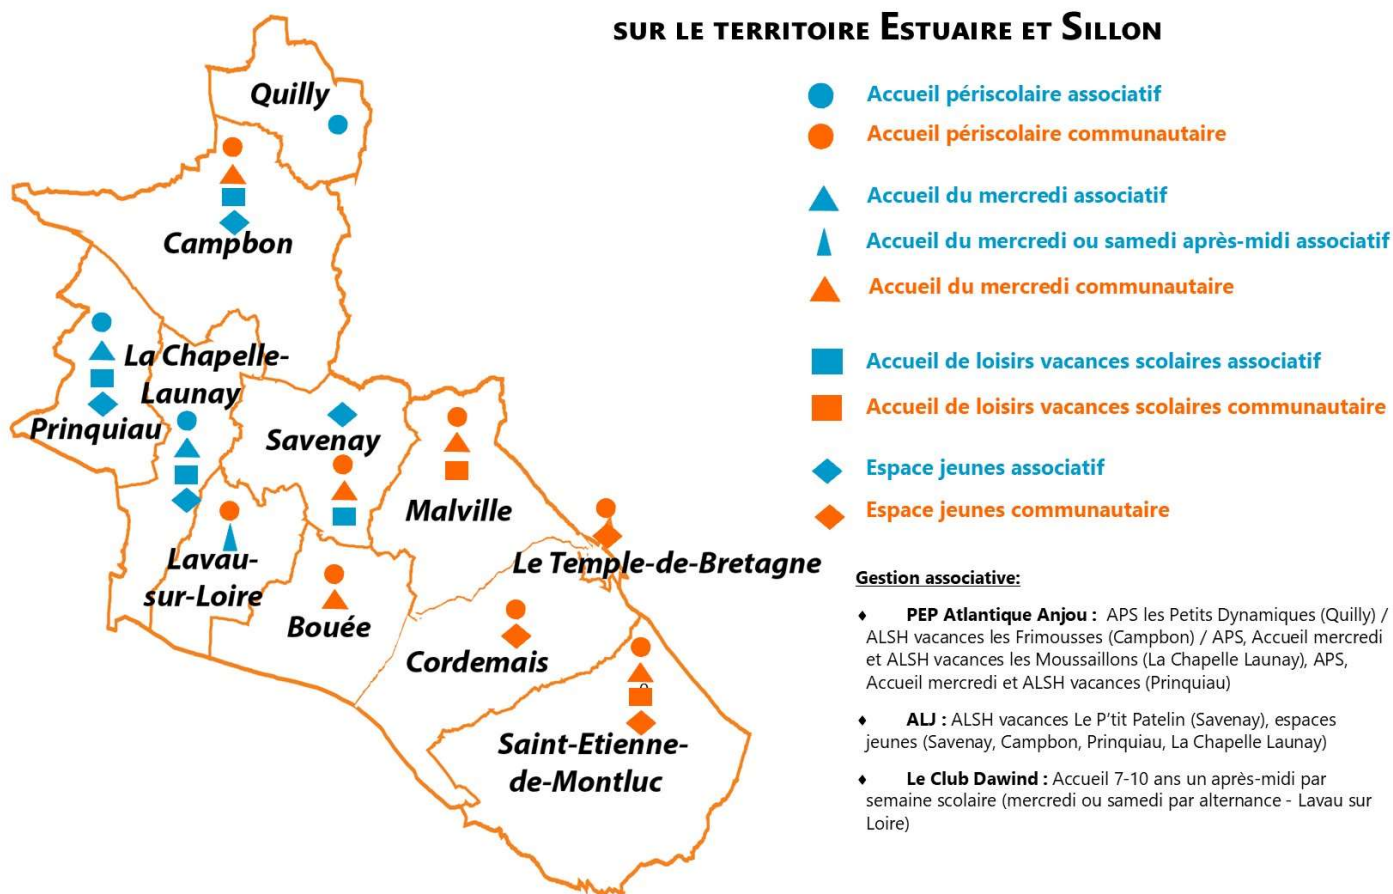 SUR LE TERRITOIRE ESTUAIRE ET SILLON
Quilly
Campbon
La Chapelle-
Launay
Prinquiau
Savenay
Malville
Lavau-
sur-Loire
Bouée
Le Temple-de-Bretagne
Cordemais
Saint-Etienne-
de-Montluc
Accueil périscolaire associatif
Accueil périscolaire communautaire
Accueil du mercredi associatif
Accueil du mercredi ou samedi après-midi associatif
Accueil du mercredi communautaire
Accueil de loisirs vacances scolaires associatif
Accueil de loisirs vacances scolaires communautaire
Espace jeunes associatif
Espace jeunes communautaire
Gestion associative:
♦ PEP Atlantique Anjou : APS les Petits Dynamiques (Quilly) /
ALSH vacances les Frimousses (Campbon) / APS, Accueil mercredi
et ALSH vacances les Moussaillons (La Chapelle Launay), APS,
Accueil mercredi et ALSH vacances (Prinquiau)
♦ ALJ : ALSH vacances Le P'tit Patelin (Savenay), espaces
jeunes (Savenay, Campbon, Prinquiau, La Chapelle Launay)
♦ Le Club Dawind : Accueil 7-10 ans un après-midi par
semaine scolaire (mercredi ou samedi par alternance - Lavau sur
Loire)